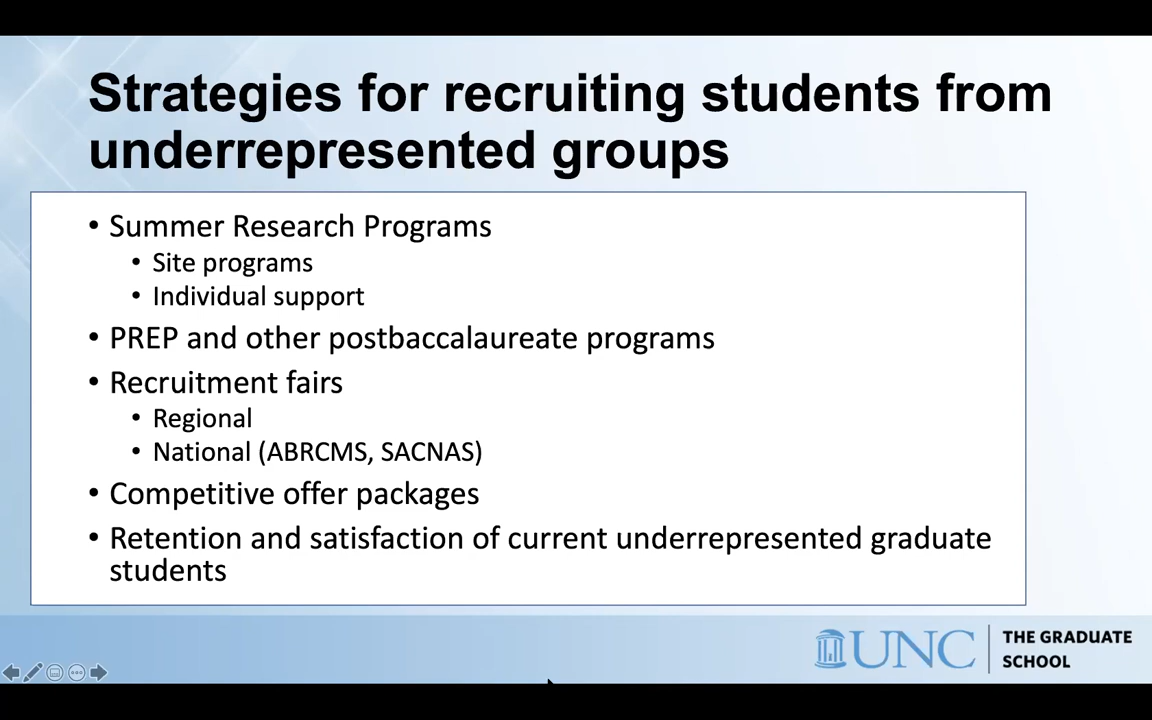 Strategies for recruiting students from
underrepresented groups
• Summer Research Programs
• Site programs
• Individual support
• PREP and other postbaccalaureate programs
• Recruitment fairs
• Regional
• National (ABRCMS, SACNAS)
• Competitive offer packages
• Retention and satisfaction of current underrepresented graduate
students
UNC
THE GRADUATE
SCHOOL